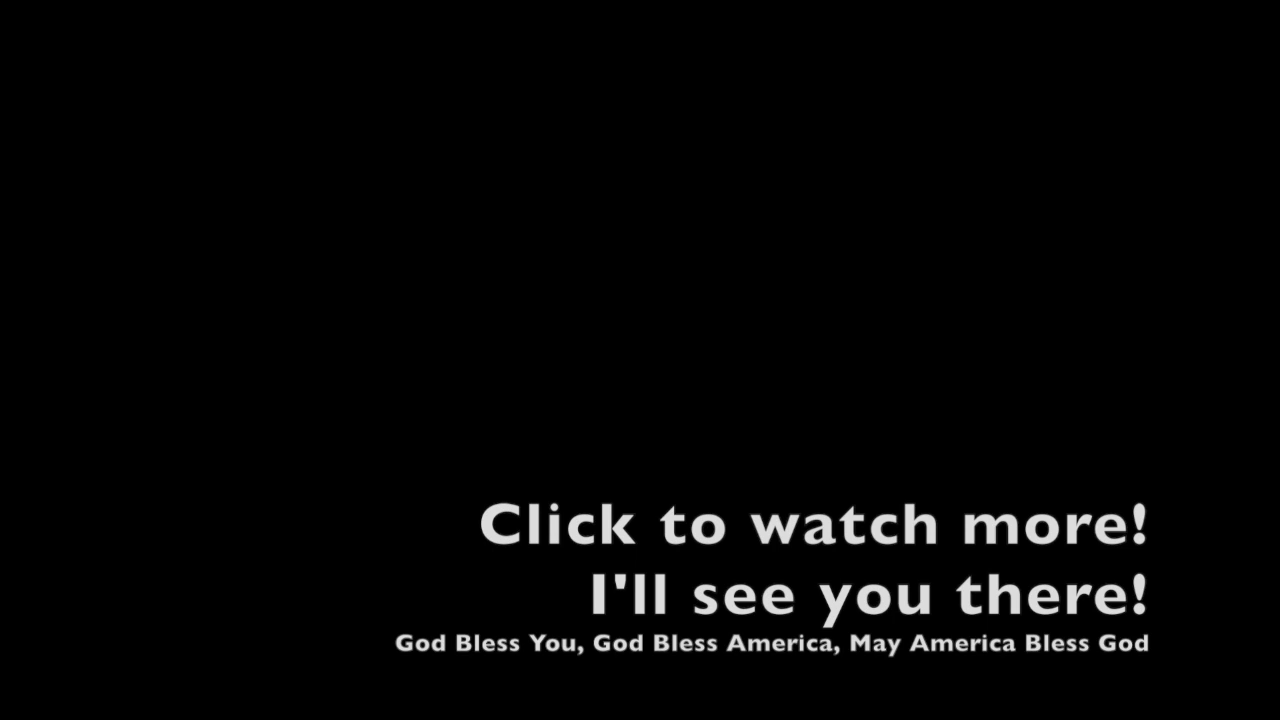 Click to watch more!
I'll see you there!
God Bless You, God Bless America, May America Bless God